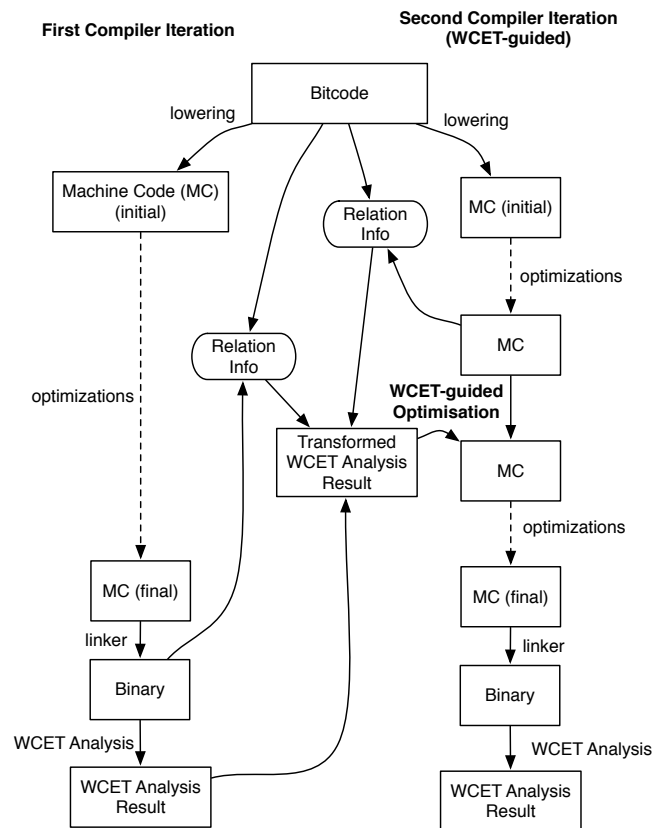 First Compiler Iteration
Second Compiler Iteration
(WCET-guided)
Bitcode
lowering
lowering
Machine Code (MC)
(initial)
MC (initial)
Relation
Info
optimizations
MC
Relation
Info
optimizations
WCET-guided
Optimisation
Transformed
WCET Analysis
Result
MC
optimizations
MC (final)
MC (final)
linker
linker
Binary
Binary
WCET Analysis
WCET Analysis
WCET Analysis
Result
WCET Analysis
Result